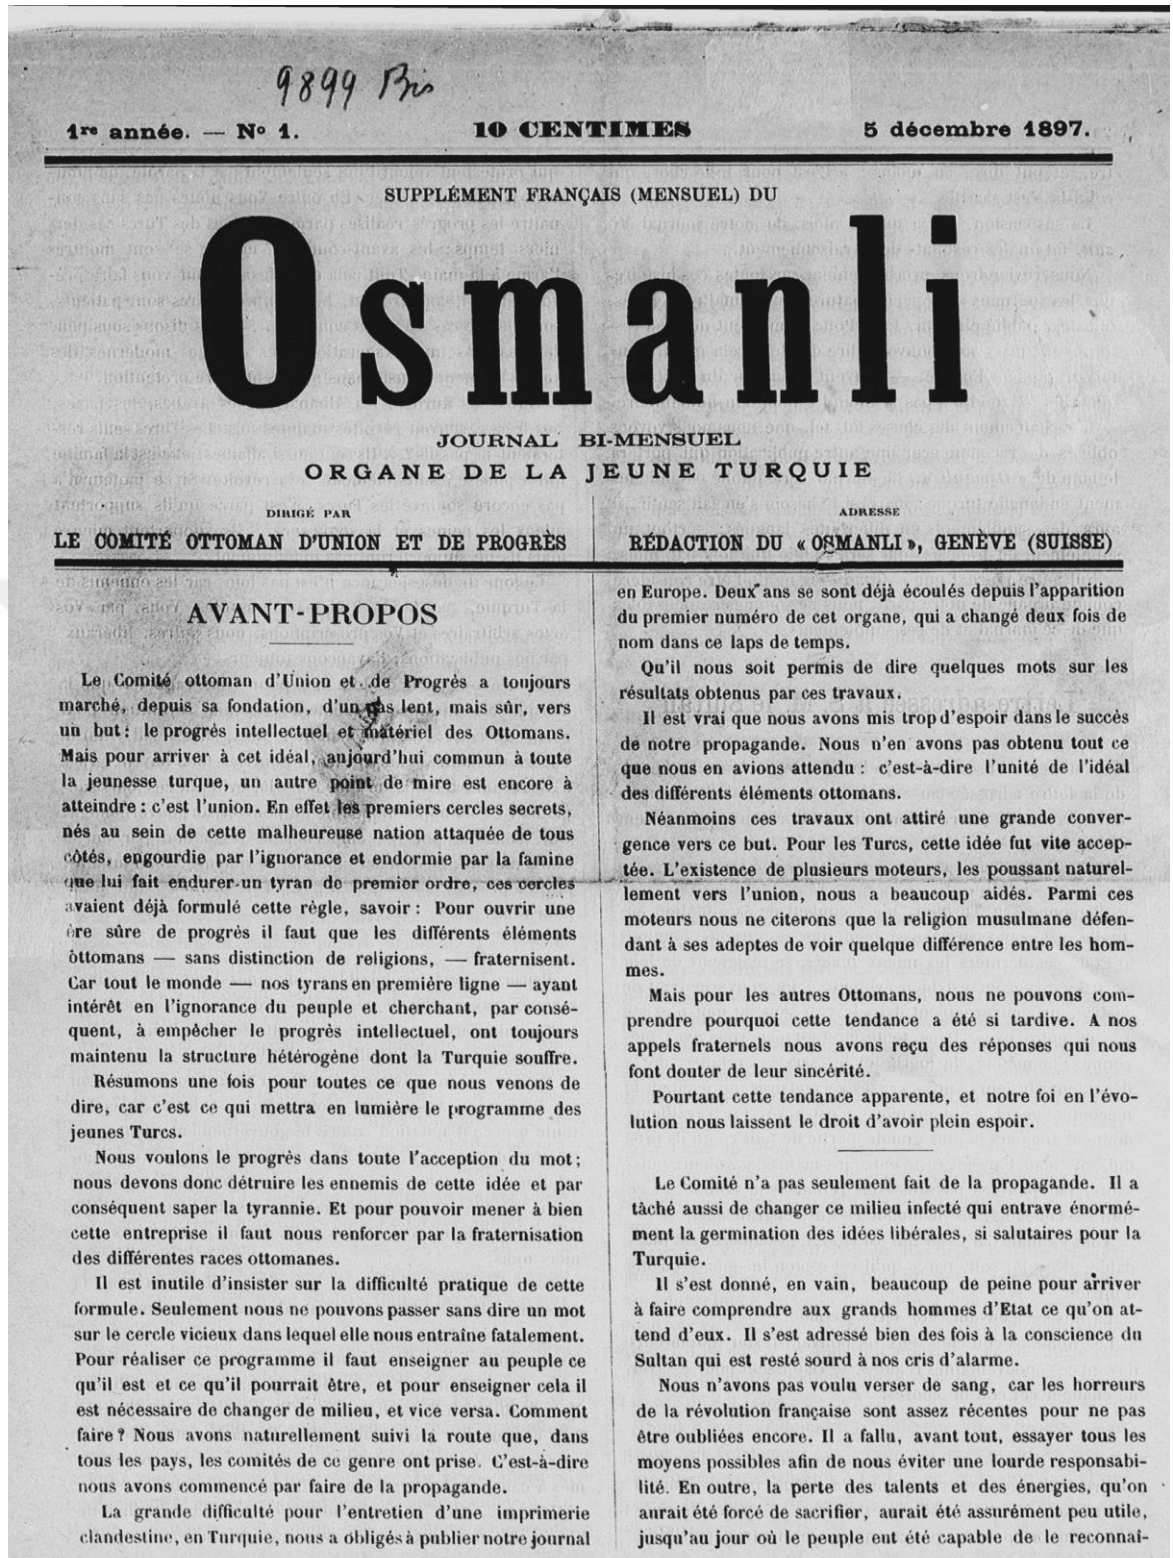 9899 Bis
1re année. — No 1.
10 CENTIMES
5 décembre 1897.
SUPPLÉMENT FRANÇAIS (MENSUEL) DU
Osmanli
JOURNAL BI-MENSUEL
ORGANE DE LA JEUNE TURQUIE
DIRIGÉ PAR
LE COMITÉ OTTOMAN D'UNION ET DE PROGRÈS
ADRESSE
RÉDACTION DU « OSMANLI », GENÈVE (SUISSE)
AVANT-PROPOS
Le Comité ottoman d'Union et de Progrès a toujours
marché, depuis sa fondation, d'un pas lent, mais sûr, vers
un but : le progrès intellectuel et matériel des Ottomans.
Mais pour arriver à cet idéal, aujourd'hui commun à toute
la jeunesse turque, un autre point de mire est encore à
atteindre : c'est l'union. En effet les premiers cercles secrets,
nés au sein de cette malheureuse nation attaquée de tous
côtés, engourdie par l'ignorance et endormie par la famine
que lui fait endurer un tyran de premier ordre, ces cercles
avaient déjà formulé cette règle, savoir : Pour ouvrir une
ère sûre de progrès il faut que les différents éléments
ottomans — sans distinction de religions, — fraternisent.
Car tout le monde — nos tyrans en première ligne — ayant
intérêt en l'ignorance du peuple et cherchant, par consé-
quent, à empêcher le progrès intellectuel, ont toujours
maintenu la structure hétérogène dont la Turquie souffre.
Résumons une fois pour toutes ce que nous venons de
dire, car c'est ce qui mettra en lumière le programme des
jeunes Turcs.
Nous voulons le progrès dans toute l'acception du mot ;
nous devons donc détruire les ennemis de cette idée et par
conséquent saper la tyrannie. Et pour pouvoir mener à bien
cette entreprise il faut nous renforcer par la fraternisation
des différentes races ottomanes.
Il est inutile d'insister sur la difficulté pratique de cette
formule. Seulement nous ne pouvons passer sans dire un mot
sur le cercle vicieux dans lequel elle nous entraîne fatalement.
Pour réaliser ce programme il faut enseigner au peuple ce
qu'il est et ce qu'il pourrait être, et pour enseigner cela il
est nécessaire de changer de milieu, et vice versa. Comment
faire ? Nous avons naturellement suivi la route que, dans
tous les pays, les comités de ce genre ont prise. C'est-à-dire
nous avons commencé par faire de la propagande.
La grande difficulté pour l'entretien d'une imprimerie
clandestine, en Turquie, nous a obligés à publier notre journal
en Europe. Deux ans se sont déjà écoulés depuis l'apparition
du premier numéro de cet organe, qui a changé deux fois de
nom dans ce laps de temps.
Qu'il nous soit permis de dire quelques mots sur les
résultats obtenus par ces travaux.
Il est vrai que nous avons mis trop d'espoir dans le succès
de notre propagande. Nous n'en avons pas obtenu tout ce
que nous en avions attendu : c'est-à-dire l'unité de l'idéal
des différents éléments ottomans.
Néanmoins ces travaux ont attiré une grande conver-
gence vers ce but. Pour les Turcs, cette idée fut vite accep-
tée. L'existence de plusieurs moteurs, les poussant naturel-
lement vers l'union, nous a beaucoup aidés. Parmi ces
moteurs nous ne citerons que la religion musulmane défen-
dant à ses adeptes de voir quelque différence entre les hom-
mes.
Mais pour les autres Ottomans, nous ne pouvons com-
prendre pourquoi cette tendance a été si tardive. A nos
appels fraternels nous avons reçu des réponses qui nous
font douter de leur sincérité.
Pourtant cette tendance apparente, et notre foi en l'évo-
lution nous laissent le droit d'avoir plein espoir.
Le Comité n'a pas seulement fait de la propagande. Il a
tâché aussi de changer ce milieu infecté qui entrave énormé-
ment la germination des idées libérales, si salutaires pour la
Turquie.
Il s'est donné, en vain, beaucoup de peine pour arriver
à faire comprendre aux grands hommes d'Etat ce qu'on at-
tend d'eux. Il s'est adressé bien des fois à la conscience du
Sultan qui est resté sourd à nos cris d'alarme.
Nous n'avons pas voulu verser de sang, car les horreurs
de la révolution française sont assez récentes pour ne pas
être oubliées encore. Il a fallu, avant tout, essayer tous les
moyens possibles afin de nous éviter une lourde responsabi-
lité. En outre, la perte des talents et des énergies, qu'on
aurait été forcé de sacrifier, aurait été assurément peu utile,
jusqu'au jour où le peuple eut été capable de le reconnai-